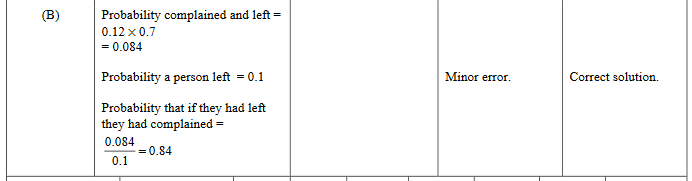 (B)
Probability complained and left =
0.12 × 0.7
= 0.084
Probability a person left = 0.1
Probability that if they had left
they had complained =
0.084
0.1
= 0.84
Minor error.
Correct solution.